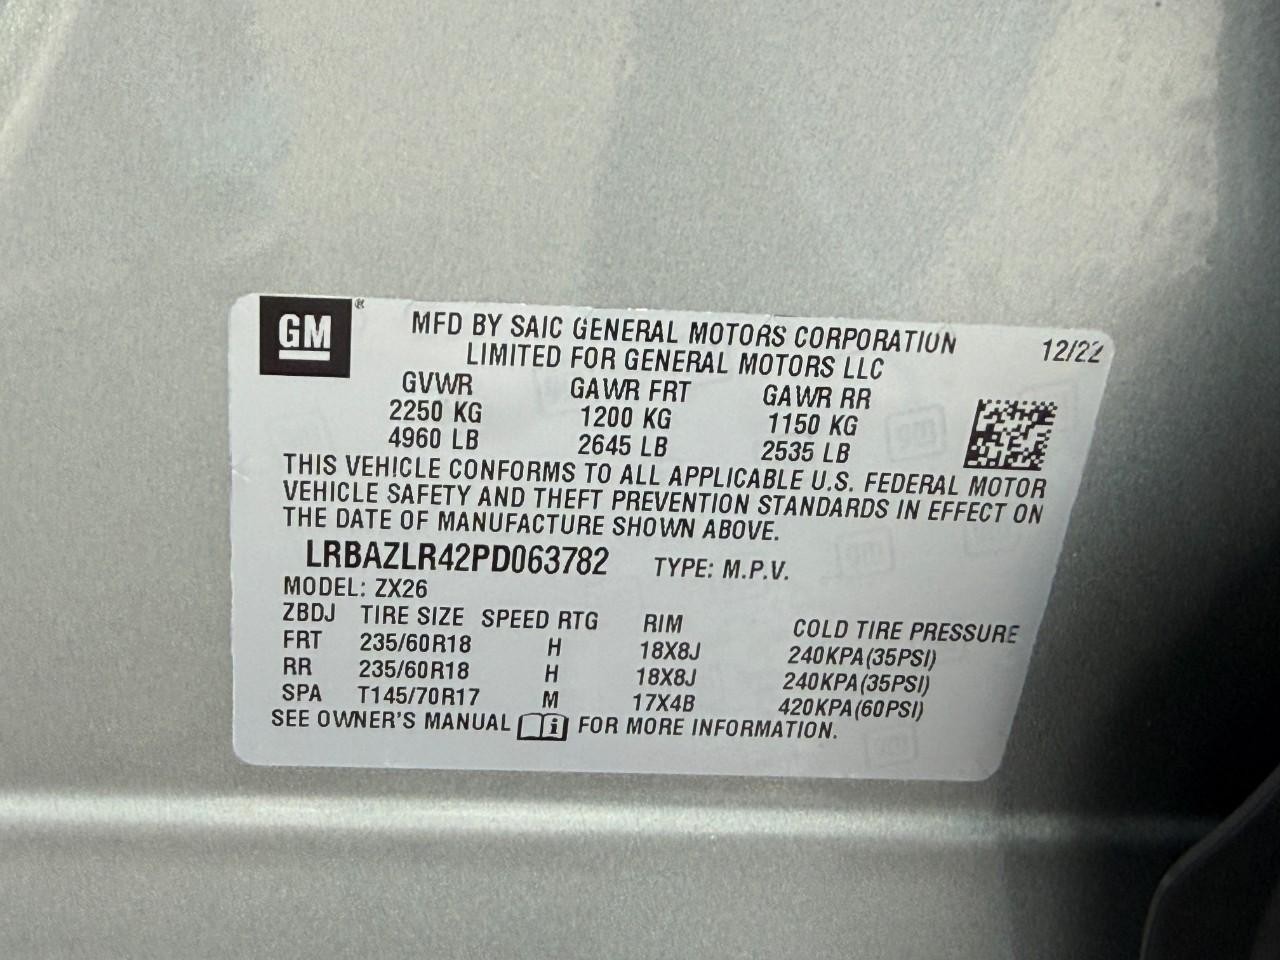 GM ®
MFD BY SAIC GENERAL MOTORS CORPORATION
LIMITED FOR GENERAL MOTORS LLC
12/22
GVWR GAWR FRT GAWR RR
2250 KG 1200 KG 1150 KG
4960 LB 2645 LB 2535 LB
THIS VEHICLE CONFORMS TO ALL APPLICABLE U.S. FEDERAL MOTOR
VEHICLE SAFETY AND THEFT PREVENTION STANDARDS IN EFFECT ON
THE DATE OF MANUFACTURE SHOWN ABOVE.
LRBAZLR42PD063782 TYPE: M.P.V.
MODEL: ZX26
ZBDJ TIRE SIZE SPEED RTG RIM COLD TIRE PRESSURE
FRT 235/60R18 H 18X8J 240KPA(35PSI)
RR 235/60R18 H 18X8J 240KPA(35PSI)
SPA T145/70R17 M 17X4B 420KPA(60PSI)
SEE OWNER'S MANUAL i FOR MORE INFORMATION.